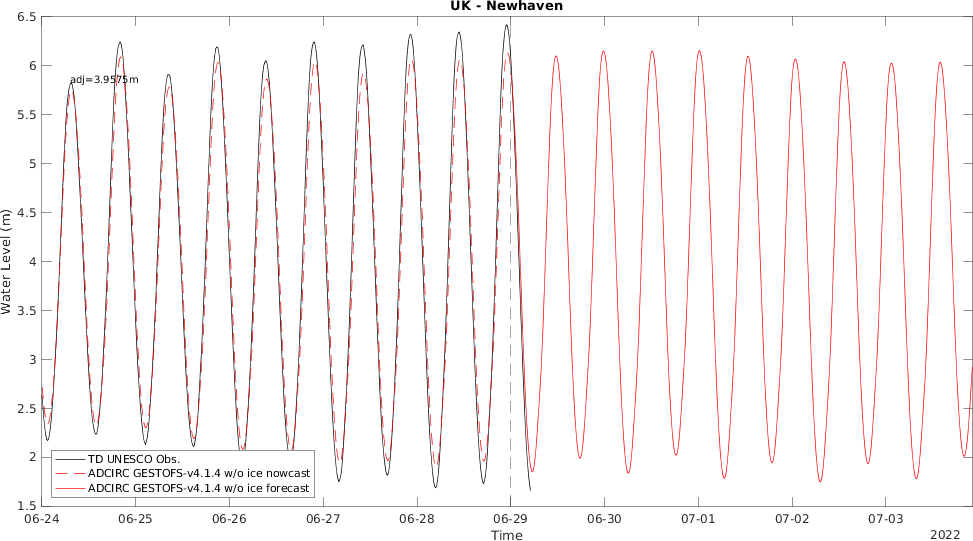 UK - Newhaven
6.5
6
5.5
5
4.5
4
3.5
3
2.5
2
1.5
Water Level (m)
adj=3.9575m
TD UNESCO Obs.
ADCIRC GESTOFS-v4.1.4 w/o ice nowcast
ADCIRC GESTOFS-v4.1.4 w/o ice forecast
06-24 06-25 06-26 06-27 06-28 06-29 06-30 07-01 07-02 07-03
Time
2022